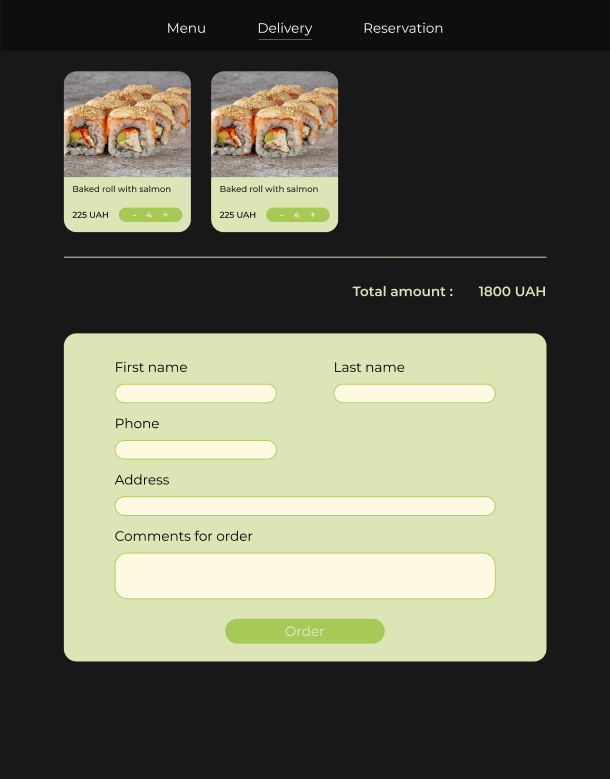 Menu Delivery Reservation
Baked roll with salmon
225 UAH - 4 +
Baked roll with salmon
225 UAH - 4 +
Total amount : 1800 UAH
First name Last name
Phone
Address
Comments for order
Order